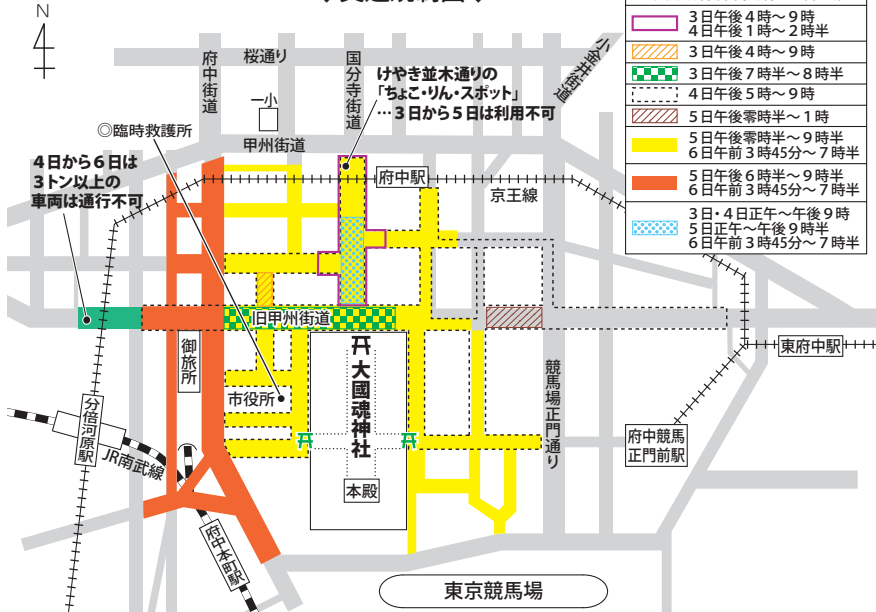 N
府中街道
桜通り
国分寺街道
小金井街道
一小
けやき並木通りの
「ちょこ・りん・スポット」
…3日から5日は利用不可
◎臨時救護所
甲州街道
4日から6日は
3トン以上の
車両は通行不可
府中駅
京王線
3日午後4時～9時
4日午後1時～2時半
3日午後4時～9時
3日午後7時半～8時半
4日午後5時～9時
5日午後零時半～1時
5日午後零時半～9時半
6日午前3時45分～7時半
5日午後6時半～9時半
6日午前3時45分～7時半
3日・4日正午～午後9時
5日正午～午後9時半
6日午前3時45分～7時半
旧甲州街道
御旅所
大國魂神社
市役所
競馬場正門通り
東府中駅
分倍河原駅
JR南武線
府中競馬
正門前駅
本殿
府中本町駅
東京競馬場